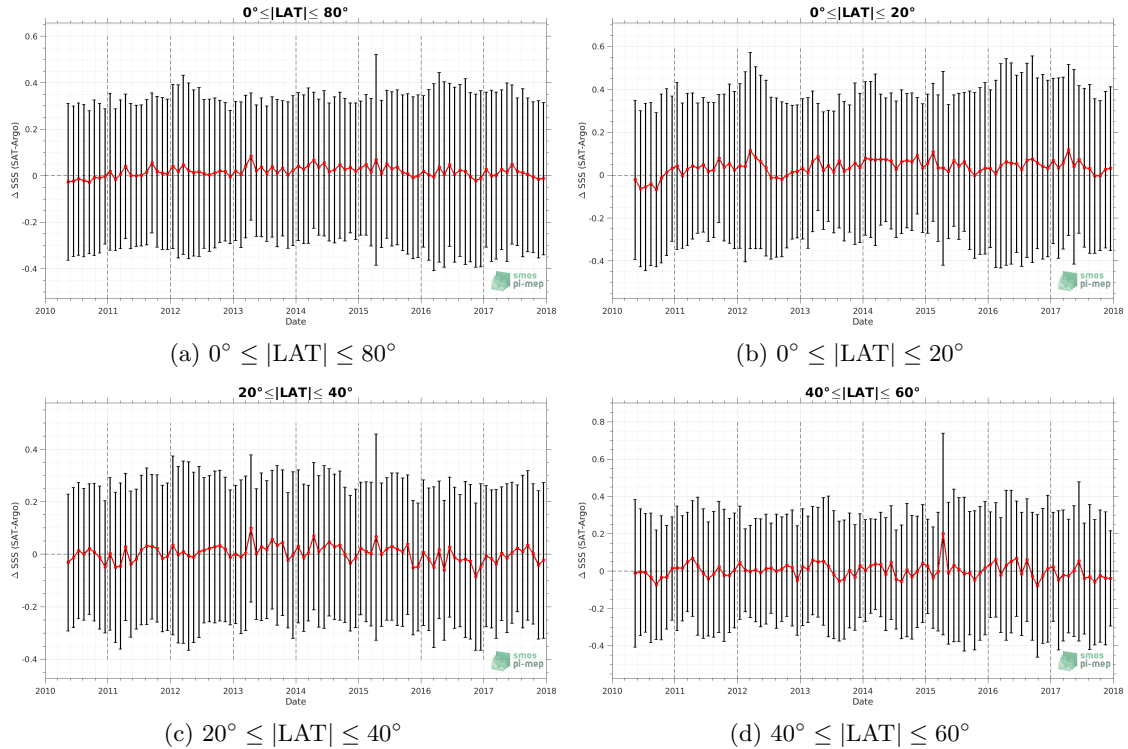 0°≤|LAT|≤ 80°
0.6
0.4
0.2
0
-0.2
-0.4
Δ SSS (SAT-Argo)
2010 2011 2012 2013 2014 2015 2016 2017 2018
Date
smos
pi-mep
(a) 0° ≤ |LAT| ≤ 80°
0°≤|LAT|≤ 20°
0.6
0.4
0.2
0
-0.2
-0.4
Δ SSS (SAT-Argo)
2010 2011 2012 2013 2014 2015 2016 2017 2018
Date
smos
pi-mep
(b) 0° ≤ |LAT| ≤ 20°
20°≤|LAT|≤ 40°
0.4
0.2
0
-0.2
-0.4
Δ SSS (SAT-Argo)
2010 2011 2012 2013 2014 2015 2016 2017 2018
Date
smos
pi-mep
(c) 20° ≤ |LAT| ≤ 40°
40°≤|LAT|≤ 60°
0.8
0.6
0.4
0.2
0
-0.2
-0.4
Δ SSS (SAT-Argo)
2010 2011 2012 2013 2014 2015 2016 2017 2018
Date
smos
pi-mep
(d) 40° ≤ |LAT| ≤ 60°